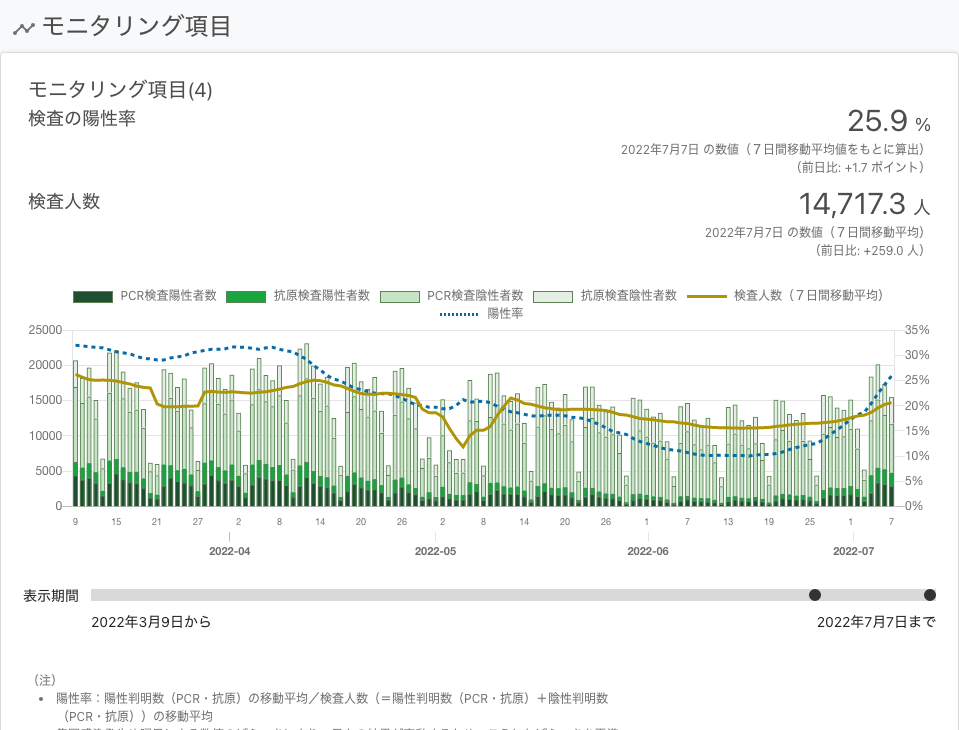 モニタリング項目
モニタリング項目(4)
検査の陽性率
25.9 %
2022年7月7日 の数値（７日間移動平均値をもとに算出）
（前日比: +1.7 ポイント）
検査人数
14,717.3 人
2022年7月7日 の数値（７日間移動平均）
（前日比: +259.0 人）
PCR検査陽性者数 抗原検査陽性者数 PCR検査陰性者数 抗原検査陰性者数 検査人数（７日間移動平均）
陽性率
25000 35%
30%
20000
25%
15000
20%
15%
10000
10%
5000
5%
0 0%
9 15 21 27 2 8 14 20 26 2 8 14 20 26 1 7 13 19 25 1 7
2022-04 2022-05 2022-06 2022-07
表示期間
2022年3月9日から 2022年7月7日まで
（注）
• 陽性率：陽性判明数（PCR・抗原）の移動平均／検査人数（＝陽性判明数（PCR・抗原）＋陰性判明数
（PCR・抗原））の移動平均